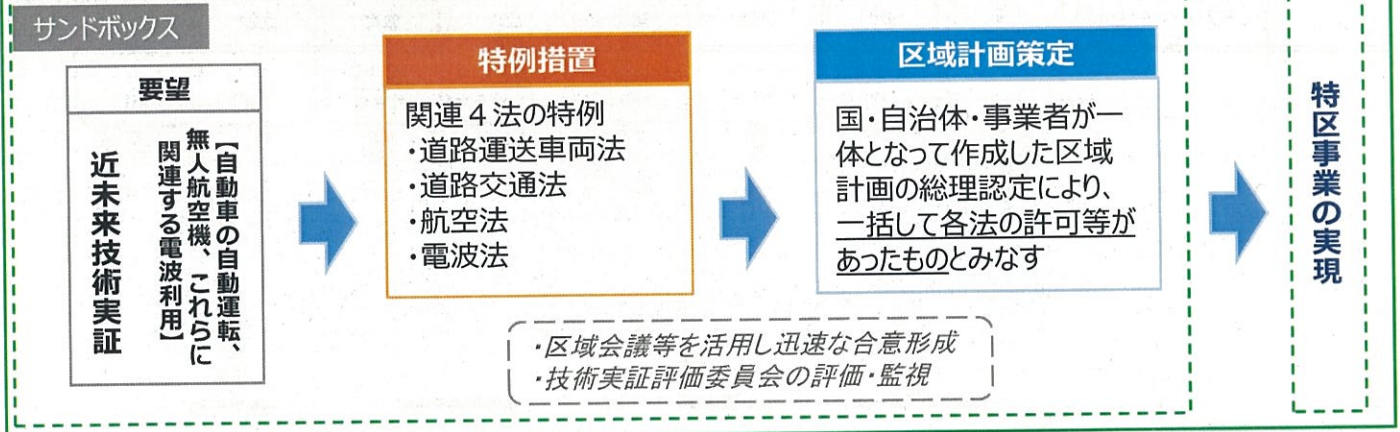 サンドボックス
要望
近未来技術実証
【自動車の自動運転、
無人航空機、これらに
関連する電波利用】
特例措置
関連４法の特例
・道路運送車両法
・道路交通法
・航空法
・電波法
区域計画策定
国・自治体・事業者が一
体となって作成した区域
計画の総理認定により、
一括して各法の許可等が
あったものとみなす
・区域会議等を活用し迅速な合意形成
・技術実証評価委員会の評価・監視
特区事業の実現